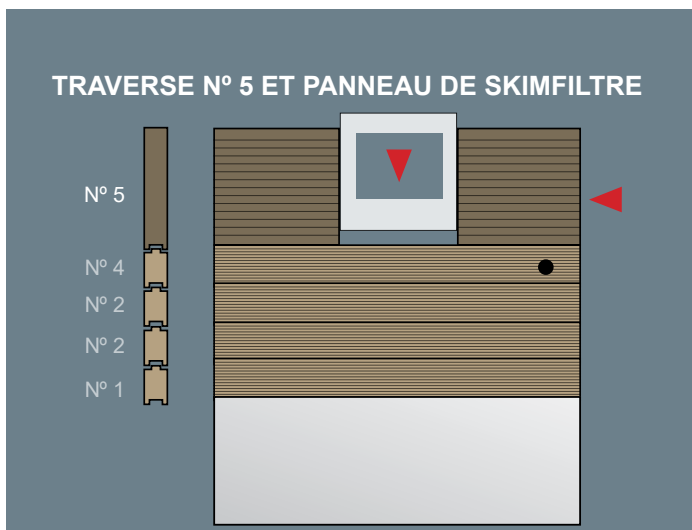 TRAVERSE Nº 5 ET PANNEAU DE SKIMFILTRE
Nº 5
Nº 4
Nº 2
Nº 2
Nº 1